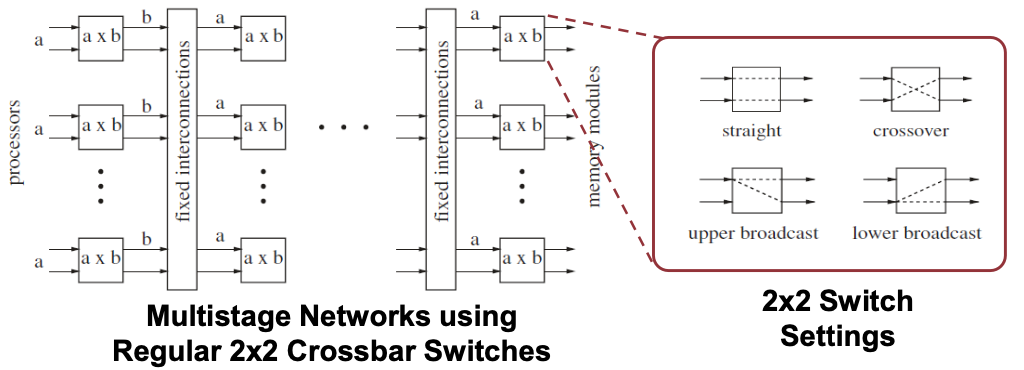 b
a
a
a x b
a x b
a x b
a
processors
b
a
a
a
a x b
a x b
a x b
fixed interconnections
fixed interconnections
memory modules
b
a
a
a
a x b
a x b
a x b
straight
crossover
upper broadcast
lower broadcast
Multistage Networks using
Regular 2x2 Crossbar Switches
2x2 Switch
Settings